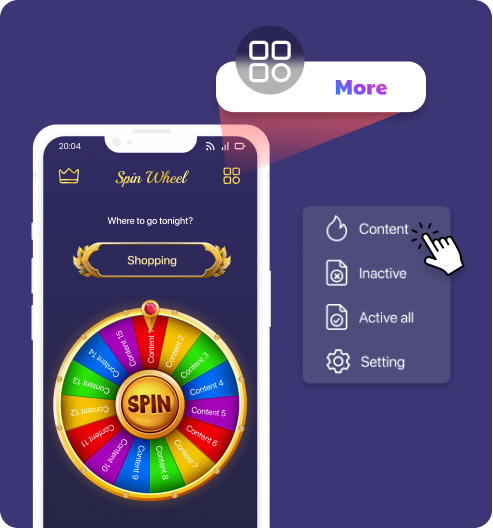 More
20:04
Spin Wheel
Where to go tonight?
Shopping
Content
Inactive
Active all
Setting
Content 1
Content 2
Content 3
Content 4
Content 5
Content 6
Content 7
Content 8
Content 9
Content 10
Content 11
Content 12
Content 13
Content 14
Content 15
SPIN